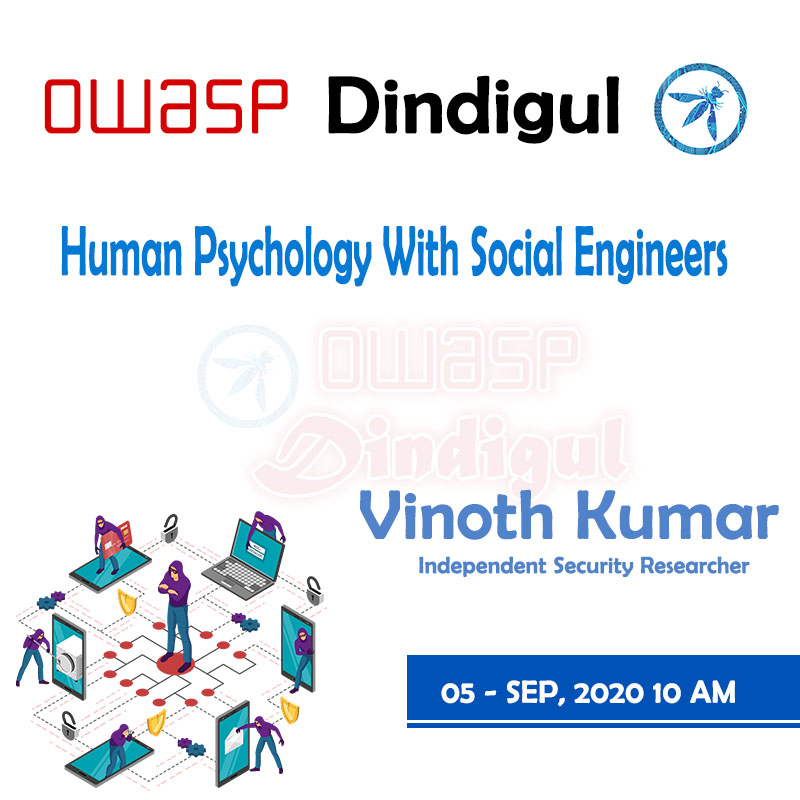 OWASP Dindigul
Human Psychology With Social Engineers
OWASP
Dindigul
Vinoth Kumar
Independent Security Researcher
05 - SEP, 2020 10 AM